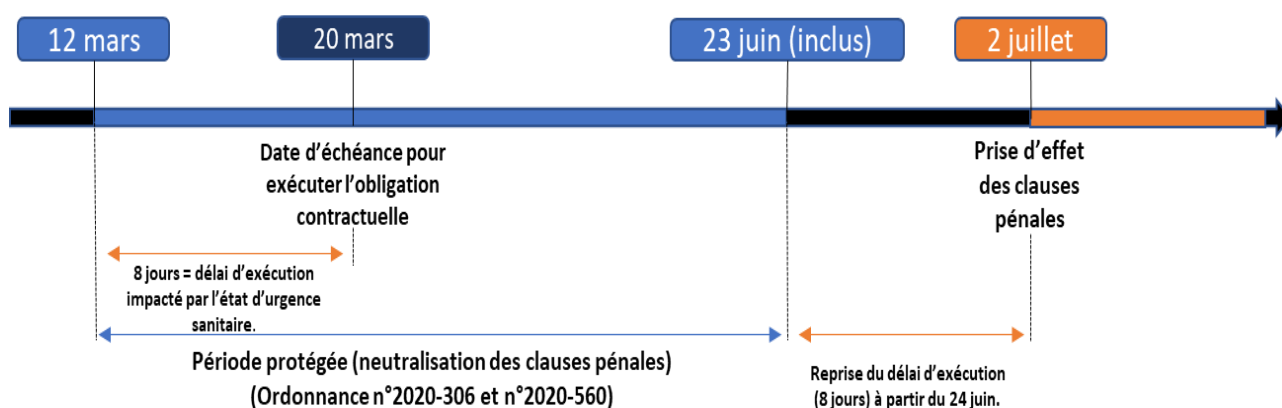 12 mars
20 mars
23 juin (inclus)
2 juillet
Date d’échéance pour
exécuter l’obligation
contractuelle
Prise d’effet
des clauses
pénales
8 jours = délai d’exécution
impacté par l’état d’urgence
sanitaire.
Période protégée (neutralisation des clauses pénales)
(Ordonnance n°2020-306 et n°2020-560)
Reprise du délai d’exécution
(8 jours) à partir du 24 juin.